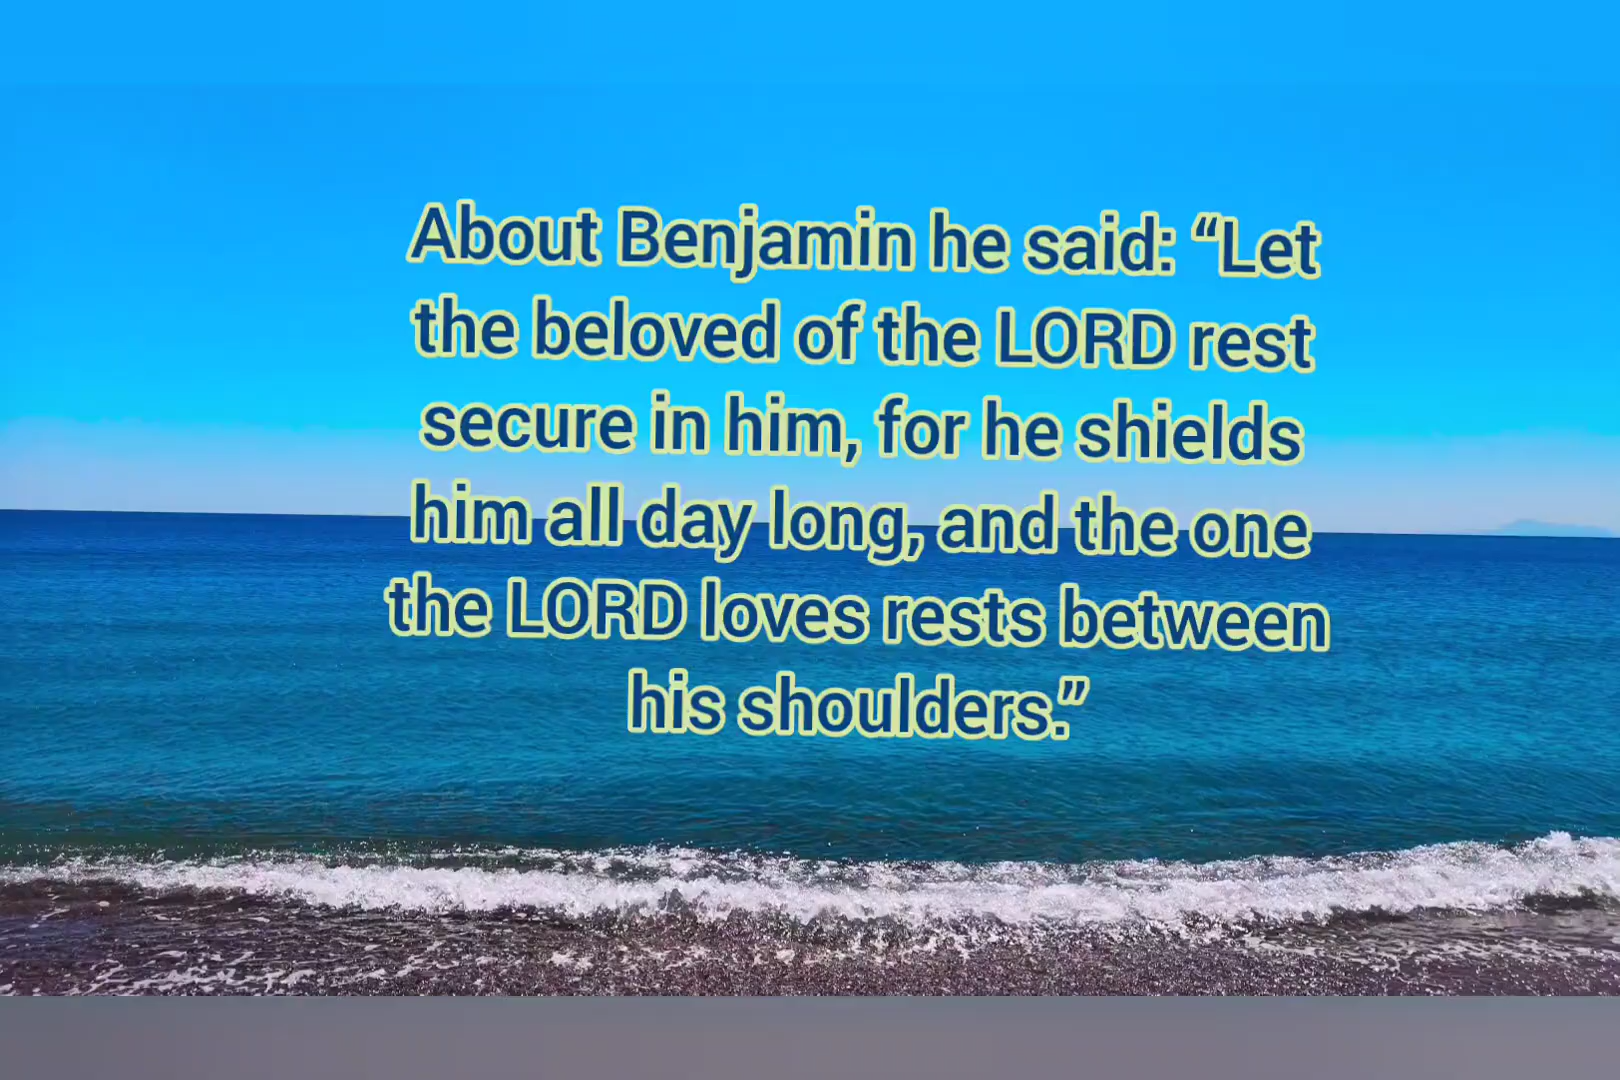 About Benjamin he said: “Let
the beloved of the LORD rest
secure in him, for he shields
him all day long, and the one
the LORD loves rests between
his shoulders.”